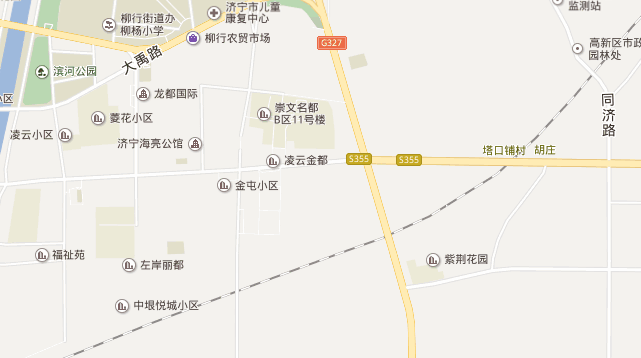 监测站
济宁市儿童
康复中心
柳行街道办
柳杨小学
柳行农贸市场
G327
高新区市政
园林处
大禹路
滨河公园
龙都国际
小区
同济路
崇文名都
B区11号楼
菱花小区
凌云小区
济宁海亮公馆
塔口铺村
胡庄
凌云金都
S355
S355
金屯小区
福祉苑
左岸丽都
紫荆花园
中垠悦城小区